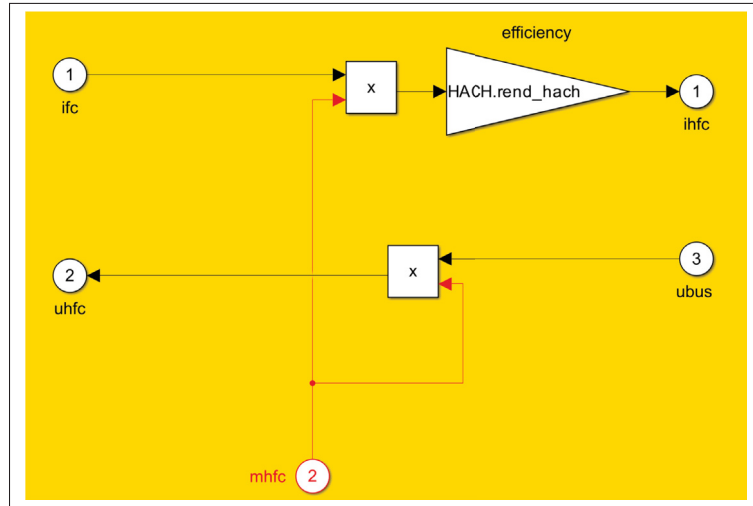 efficiency
1
x
HACH.rend_hach
1
ifc
ihfc
2
x
3
uhfc
ubus
mhfc
2